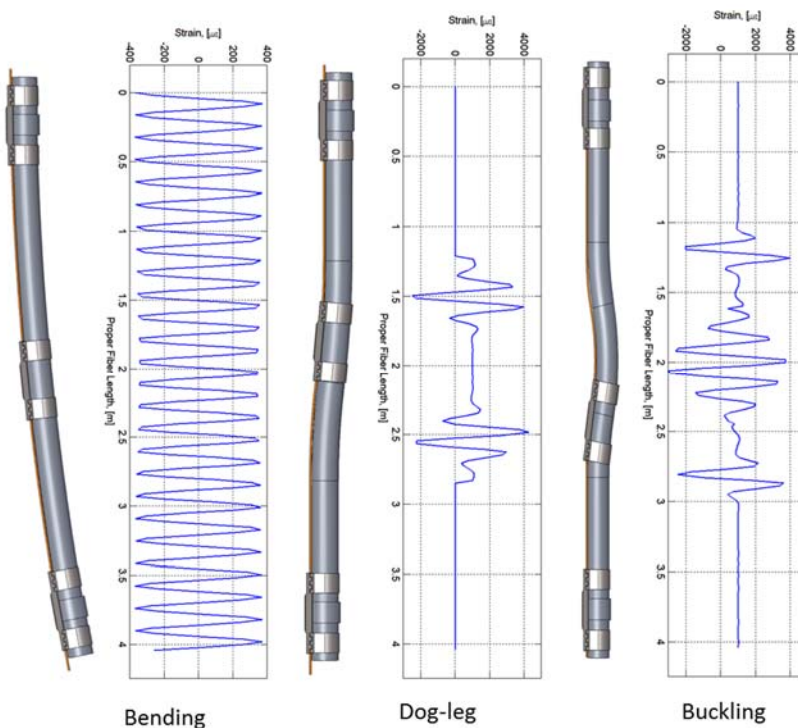 Strain, [με]
400 200 0 200 400
0 0.5 1 1.5 2 2.5 3 3.5 4
Proper Fiber Length, [m]
Bending
Strain, [με]
-2000 0 2000 4000
0 0.5 1 1.5 2 2.5 3 3.5 4
Proper Fiber Length, [m]
Dog-leg
Strain, [με]
-2000 0 2000 4000
0 0.5 1 1.5 2 2.5 3 3.5 4
Proper Fiber Length, [m]
Buckling